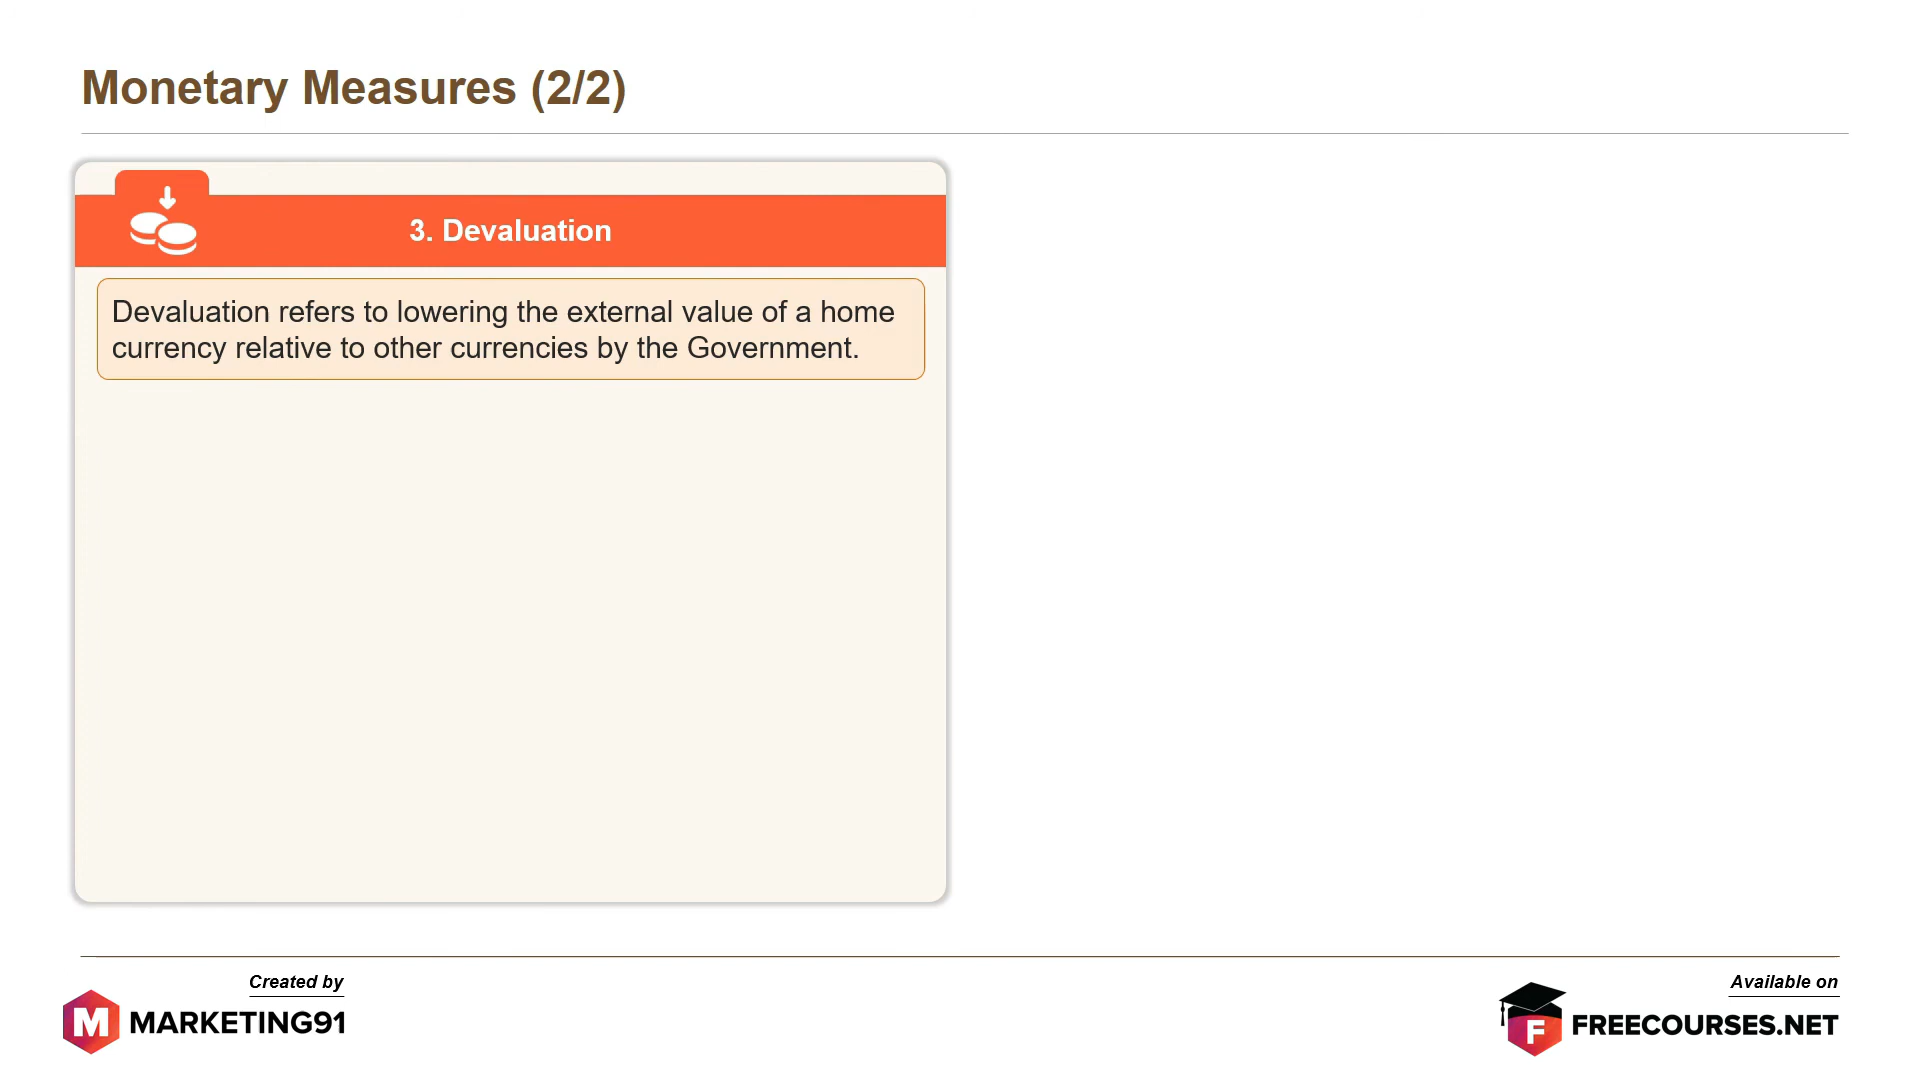 Monetary Measures (2/2)
3. Devaluation
Devaluation refers to lowering the external value of a home
currency relative to other currencies by the Government.
Created by
M MARKETING91
Available on
F FREECOURSES.NET